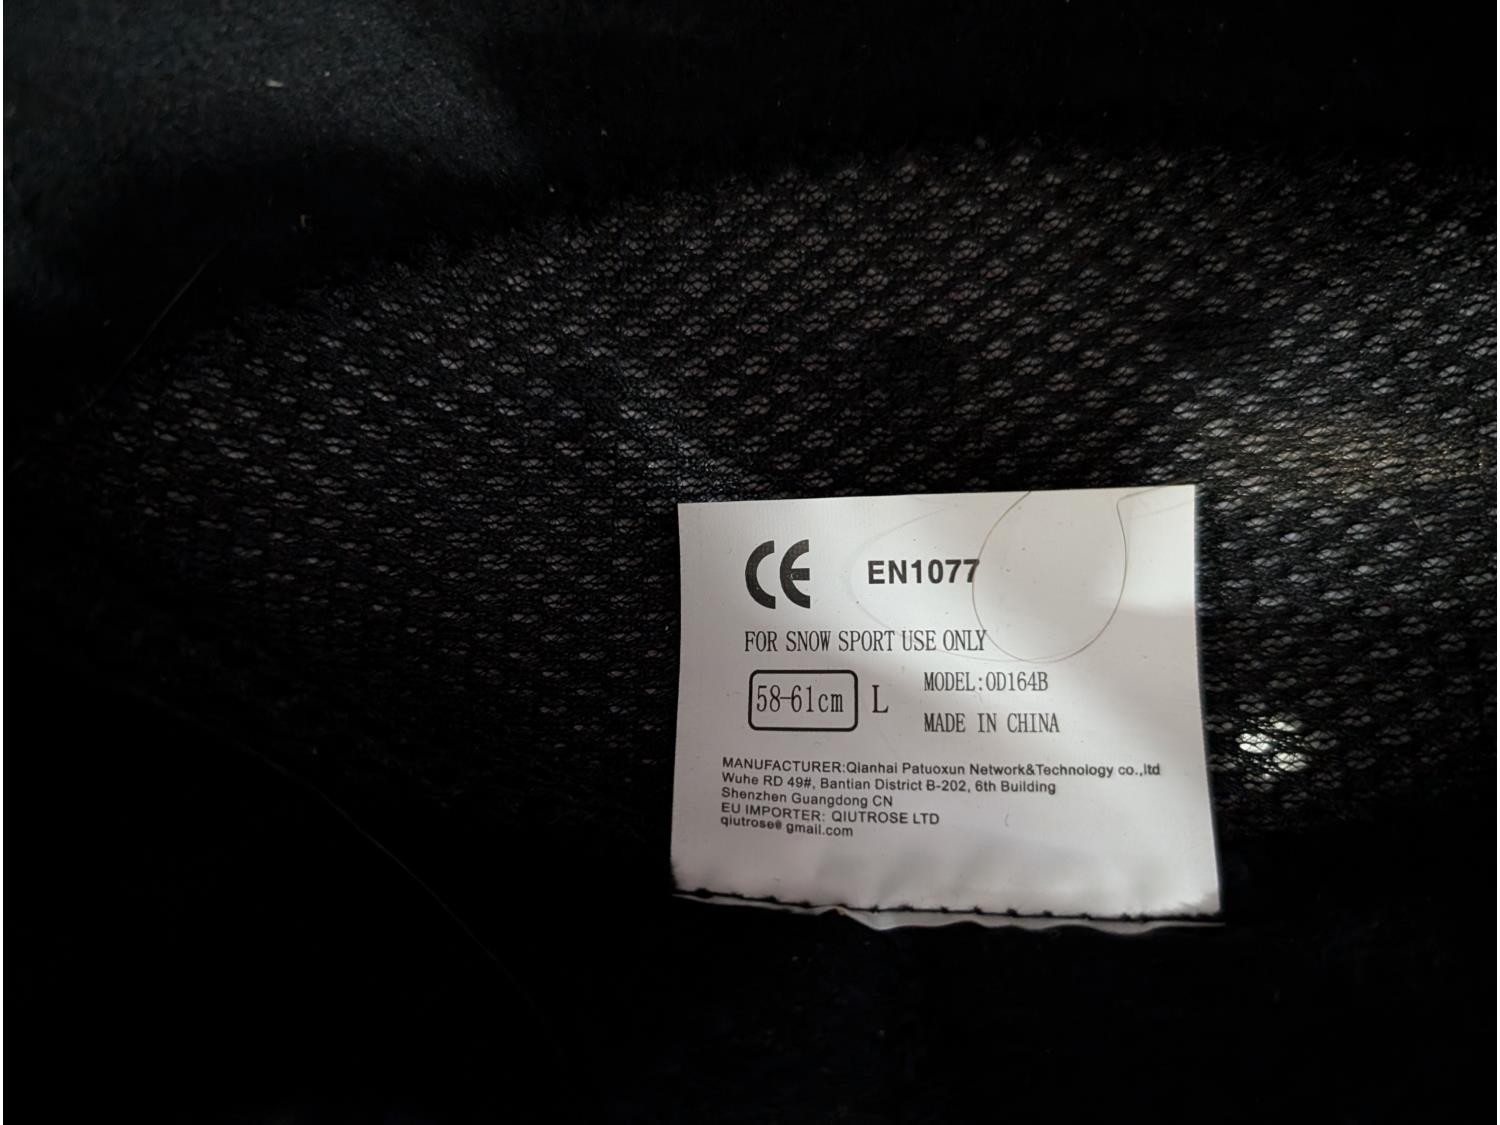 CE EN1077
FOR SNOW SPORT USE ONLY
58-61cm L
MODEL:OD164B
MADE IN CHINA
MANUFACTURER:Qianhai Patuoxun Network&Technology co.,ltd
Wuhe RD 49#, Bantian District B-202, 6th Building
Shenzhen Guangdong CN
EU IMPORTER: QIUTROSE LTD
qiutrose@ gmail.com